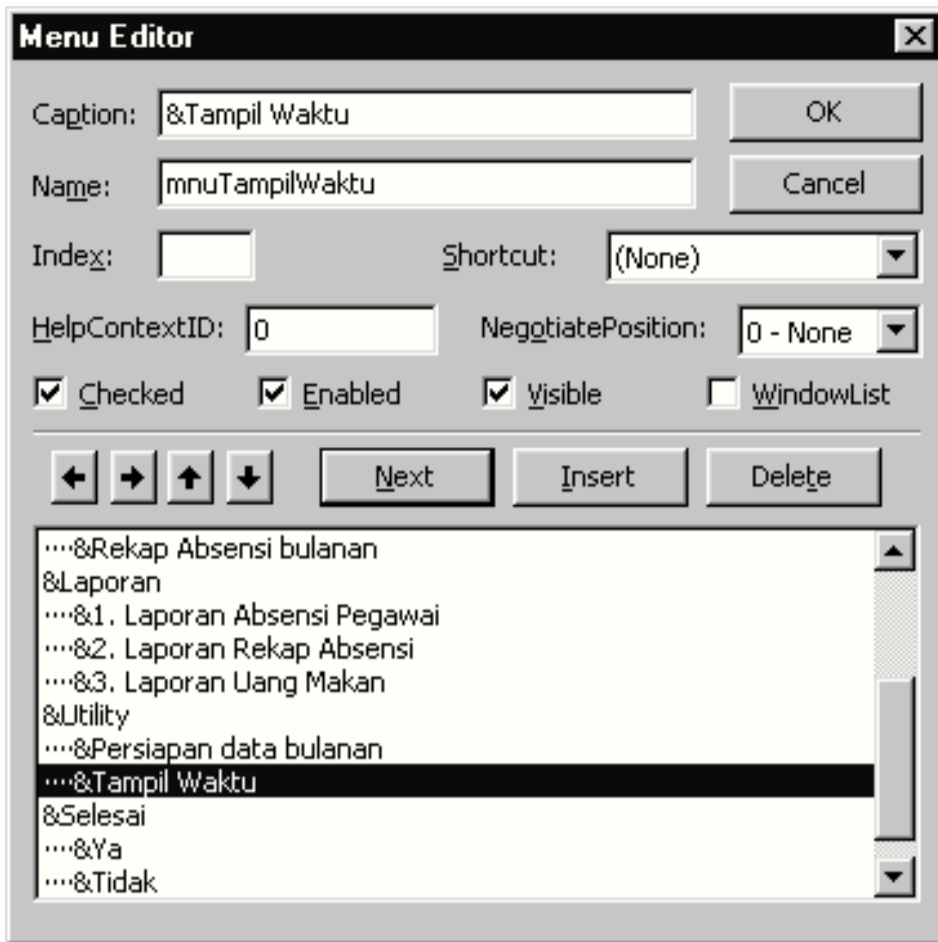 Menu Editor
Caption: &Tampil Waktu OK
Name: mnuTampilWaktu Cancel
Index: Shortcut: (None)
HelpContextID: 0 NegotiatePosition: 0 - None
Checked Enabled Visible WindowList
Next Insert Delete
····&Rekap Absensi bulanan
&Laporan
····&1. Laporan Absensi Pegawai
····&2. Laporan Rekap Absensi
····&3. Laporan Uang Makan
&Utility
····&Persiapan data bulanan
····&Tampil Waktu
&Selesai
····&Ya
····&Tidak